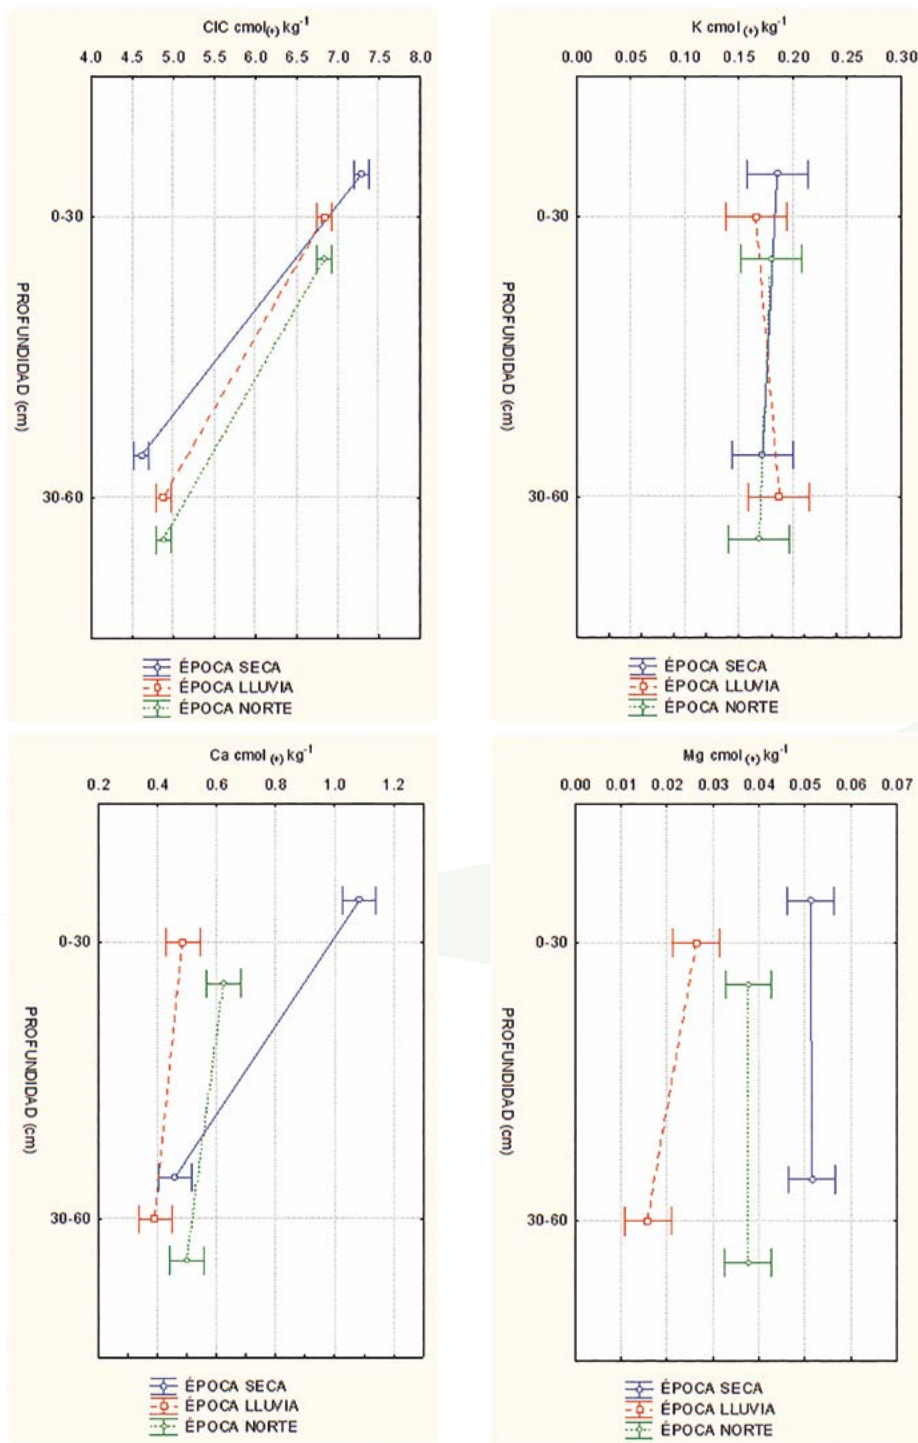 CIC cmol(+) kg-1
4.0 4.5 4.9 5.5 6.0 6.5 7.0 7.5 8.0
0-30
30-60
PROFUNDIDAD (cm)
ÉPOCA SECA
ÉPOCA LLUVIA
ÉPOCA NORTE
K cmol (+) kg-1
0.00 0.05 0.10 0.15 0.20 0.25 0.30
0-30
30-60
PROFUNDIDAD (cm)
ÉPOCA SECA
ÉPOCA LLUVIA
ÉPOCA NORTE
Ca cmol (+) kg-1
0.2 0.4 0.6 0.8 1.0 1.2
0-30
30-60
PROFUNDIDAD (cm)
ÉPOCA SECA
ÉPOCA LLUVIA
ÉPOCA NORTE
Mg cmol (+) kg-1
0.00 0.01 0.02 0.03 0.04 0.05 0.06 0.07
0-30
30-60
PROFUNDIDAD (cm)
ÉPOCA SECA
ÉPOCA LLUVIA
ÉPOCA NORTE